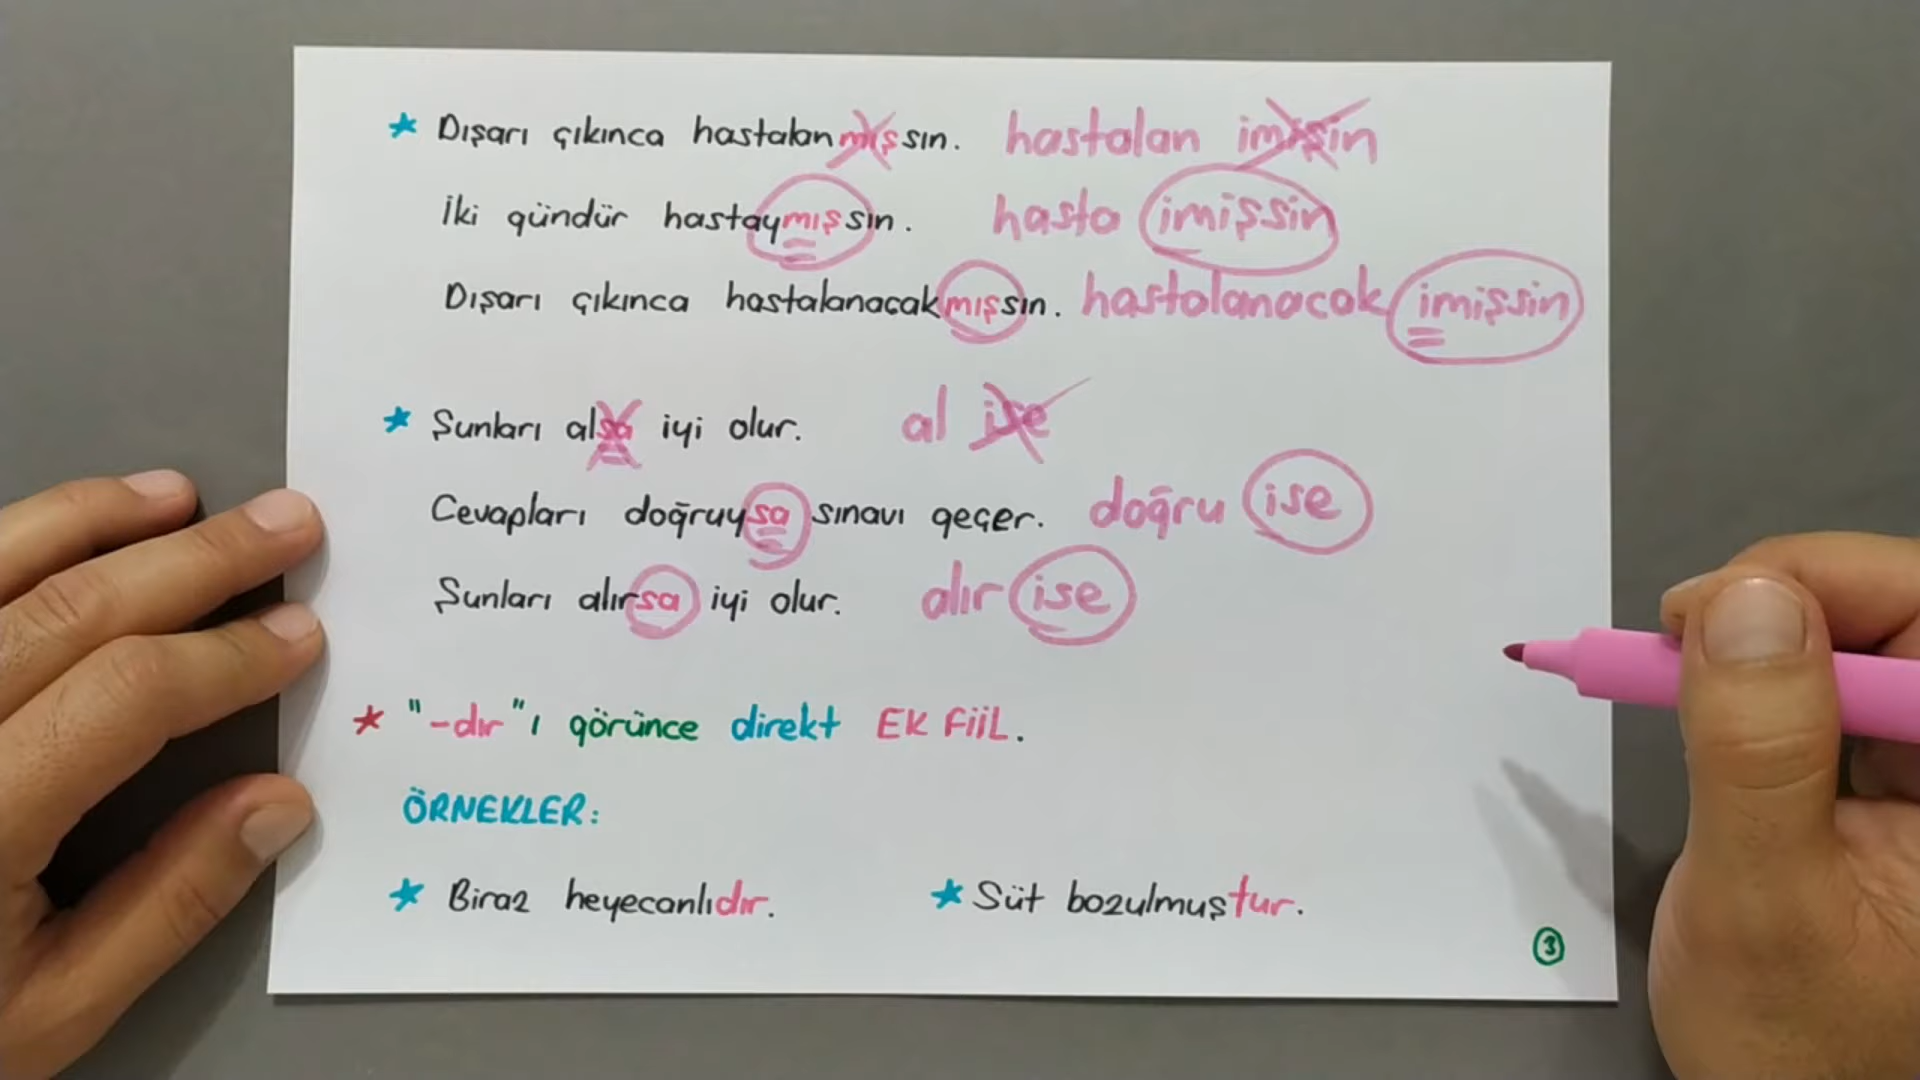 ★ Dışarı çıkınca hastalanmışsın. hastalan imişin
İki gündür hastaymışsın. hasta imişsin
Dışarı çıkınca hastalanacakmışsın. hastalanacak imişsin
★ Şunları alsa iyi olur. al ise
Cevapları doğruysa sınavı geçer. doğru ise
Şunları alırsa iyi olur. alır ise
★ "-dır"ı görünce direkt EK FİİL.
ÖRNEKLER:
★ Biraz heyecanlıdır. ★ Süt bozulmuştur.
3